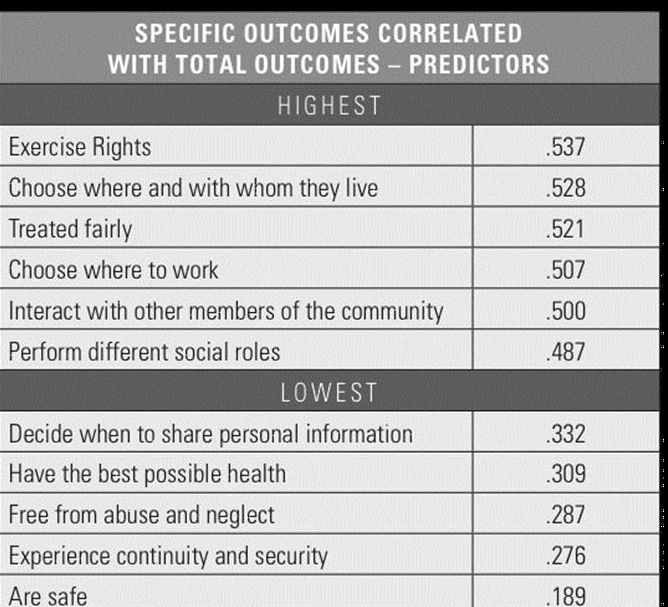 SPECIFIC OUTCOMES CORRELATED
WITH TOTAL OUTCOMES – PREDICTORS
HIGHEST
Exercise Rights .537
Choose where and with whom they live .528
Treated fairly .521
Choose where to work .507
Interact with other members of the community .500
Perform different social roles .487
LOWEST
Decide when to share personal information .332
Have the best possible health .309
Free from abuse and neglect .287
Experience continuity and security .276
Are safe .189